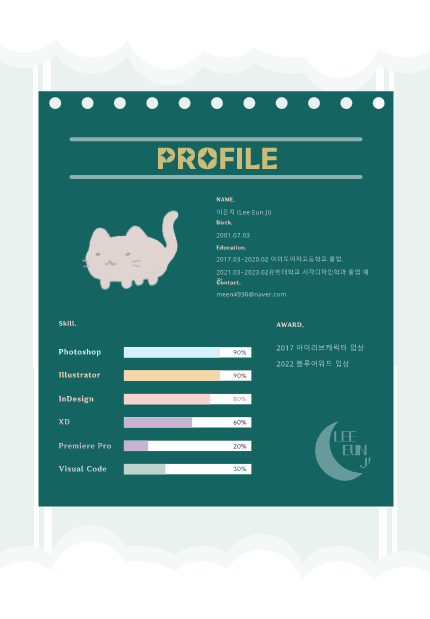 PROFILE
NAME.
이은지 (Lee Eun Ji)
Birth.
2001.07.03
Education.
2017.03~2020.02 여의도여자고등학교 졸업.
2021.03~2023.02유한대학교 시각디자인학과 졸업 예
Contact.
meen4936@naver.com
Skill.
Photoshop 90%
Illustrator 90%
InDesign 80%
XD 60%
Premiere Pro 20%
Visual Code 30%
AWARD.
2017 아이러브캐릭터 입상
2022 블루어워드 입상
LEE
EUN
JI